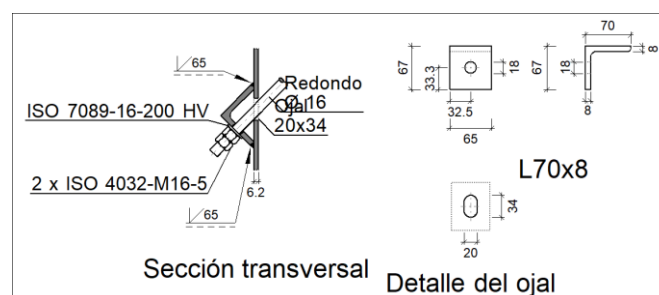 65
Redondo
Ø 16
Ojal
20x34
ISO 7089-16-200 HV
2 x ISO 4032-M16-5
6.2
65
Sección transversal
67
33.3
18
32.5
65
70
8
67
18
8
L70x8
34
20
Detalle del ojal